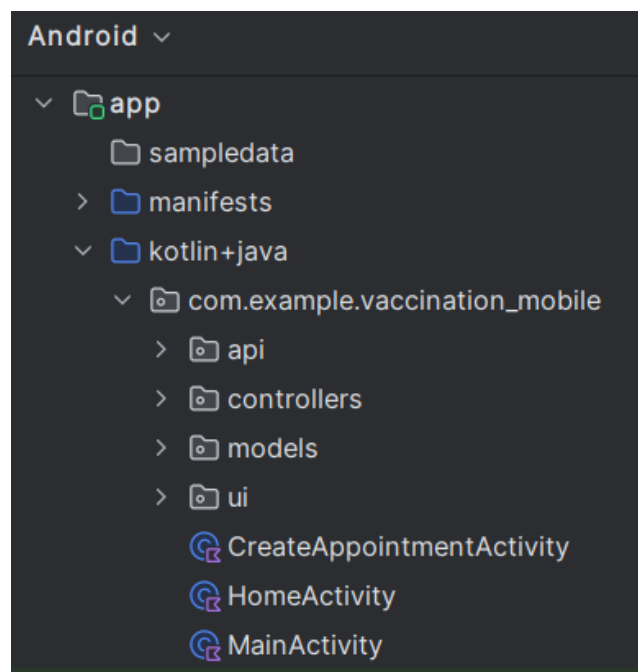 Android
app
sampledata
manifests
kotlin+java
com.example.vaccination_mobile
api
controllers
models
ui
CreateAppointmentActivity
HomeActivity
MainActivity